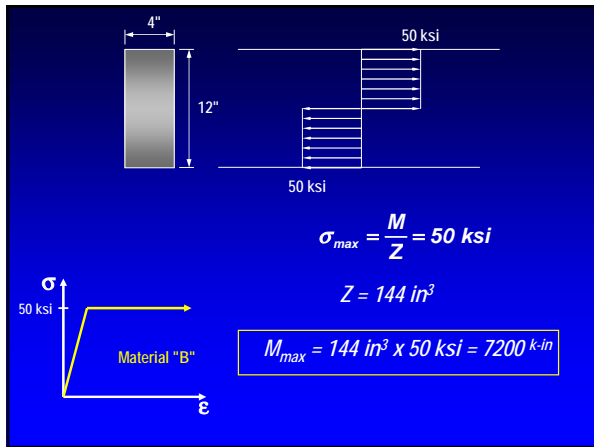 4"
50 ksi
12"
50 ksi
σmax = M/Z = 50 ksi
Z = 144 in³
Mmax = 144 in³ x 50 ksi = 7200 k-in
σ
50 ksi
Material "B"
ε